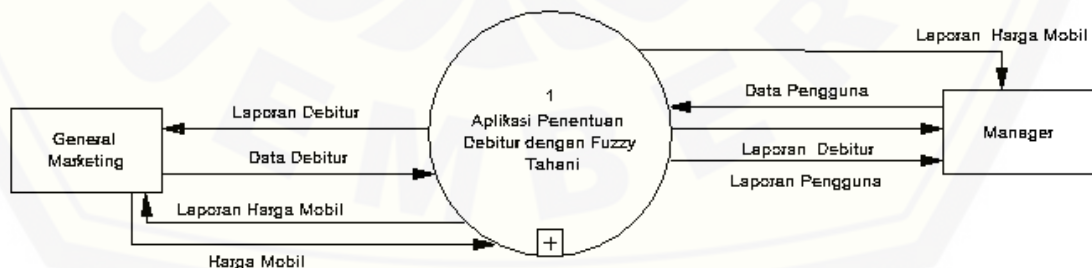 Laporan Harga Mobil
1
Aplikasi Penentuan
Debitur dengan Fuzzy
Tahani
General
Marketing
Laporan Debitur
Data Debitur
Laporan Harga Mobil
Harga Mobil
Data Pengguna
Laporan Debitur
Laporan Pengguna
Manager
JEMBER